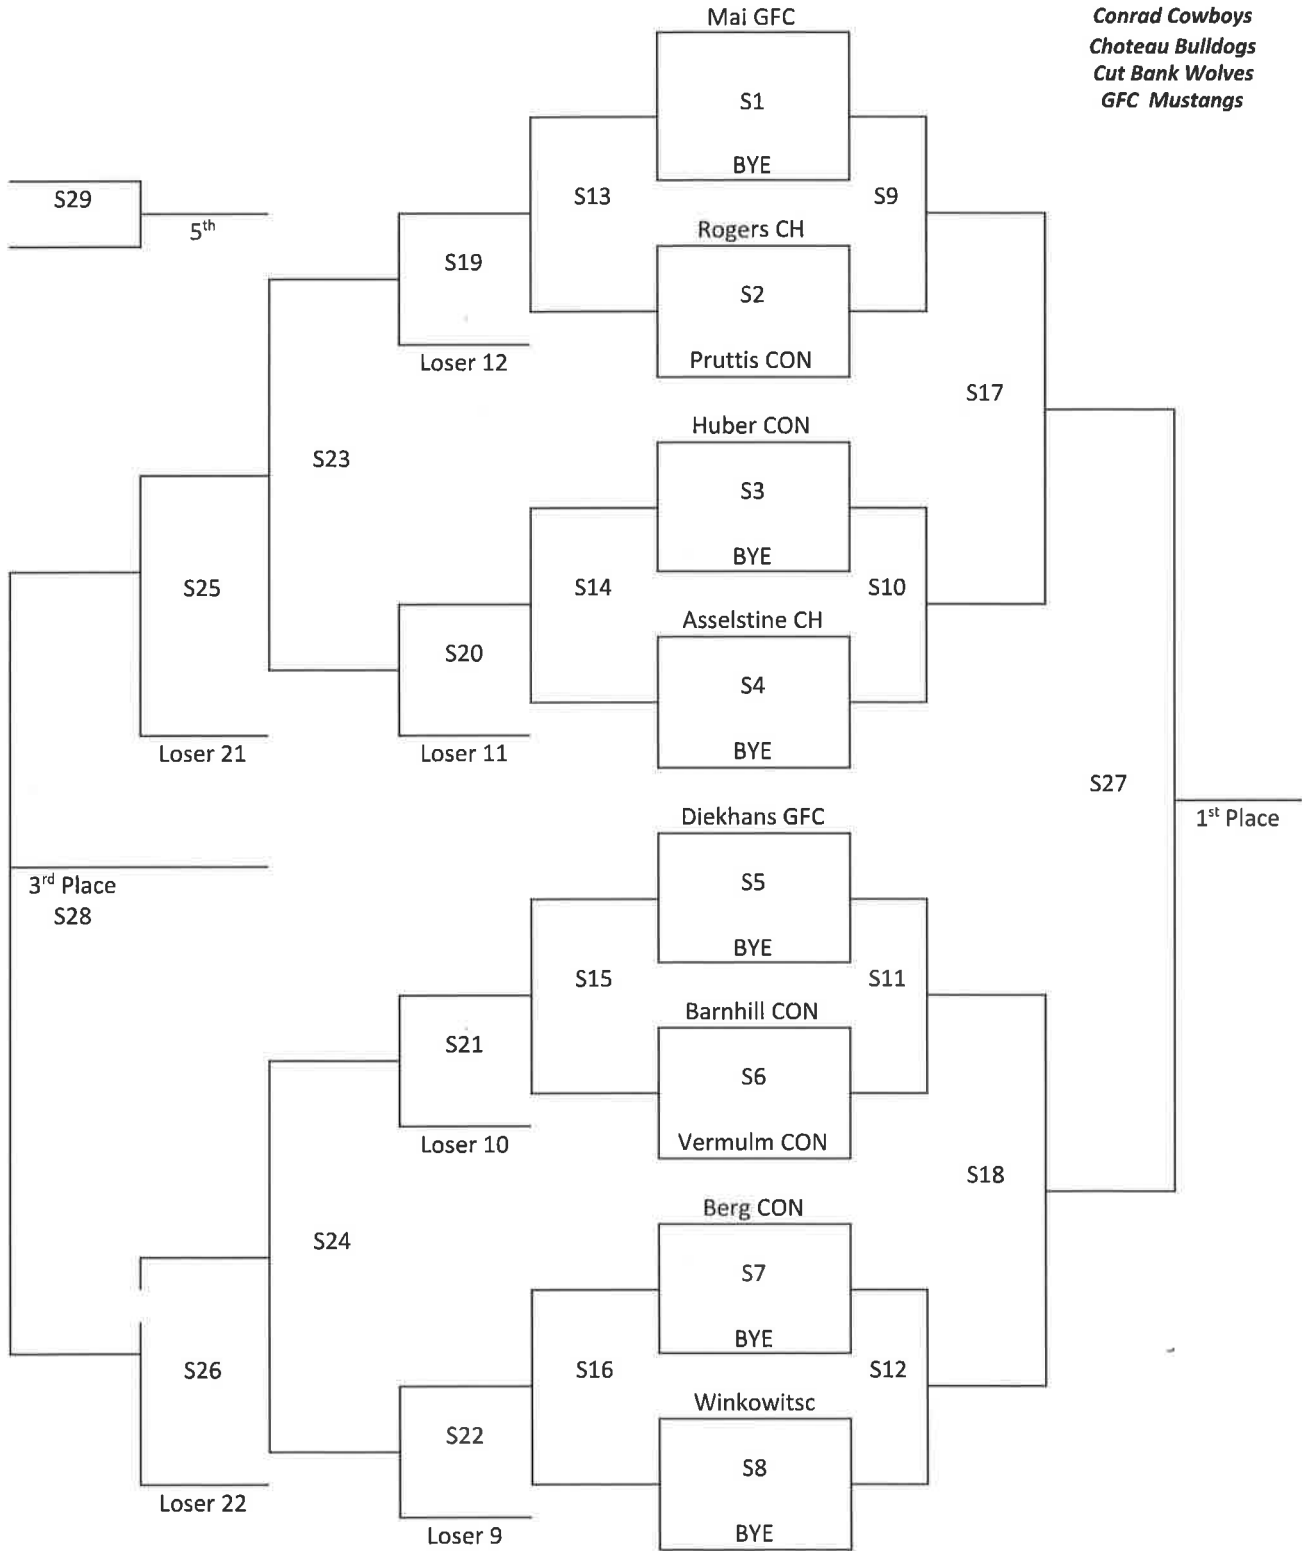 Mai GFC
Conrad Cowboys
Choteau Bulldogs
Cut Bank Wolves
GFC Mustangs
S1
BYE
S29
S13
S9
5th
Rogers CH
S19
S2
Loser 12
Pruttis CON
S17
Huber CON
S23
S3
BYE
S25
S14
S10
Asselstine CH
S20
S4
Loser 21
Loser 11
BYE
S27
Diekhans GFC
1st Place
3rd Place
S28
S5
BYE
S15
S11
Barnhill CON
S21
S6
Loser 10
Vermulm CON
S18
Berg CON
S24
S7
BYE
S26
S16
S12
Winkowitsc
S22
S8
Loser 22
Loser 9
BYE